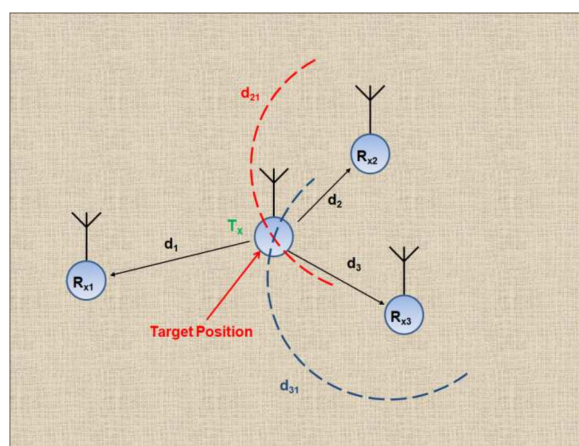 d21
Rx2
Tx
d2
d1
d3
Rx1
Rx3
Target Position
d31